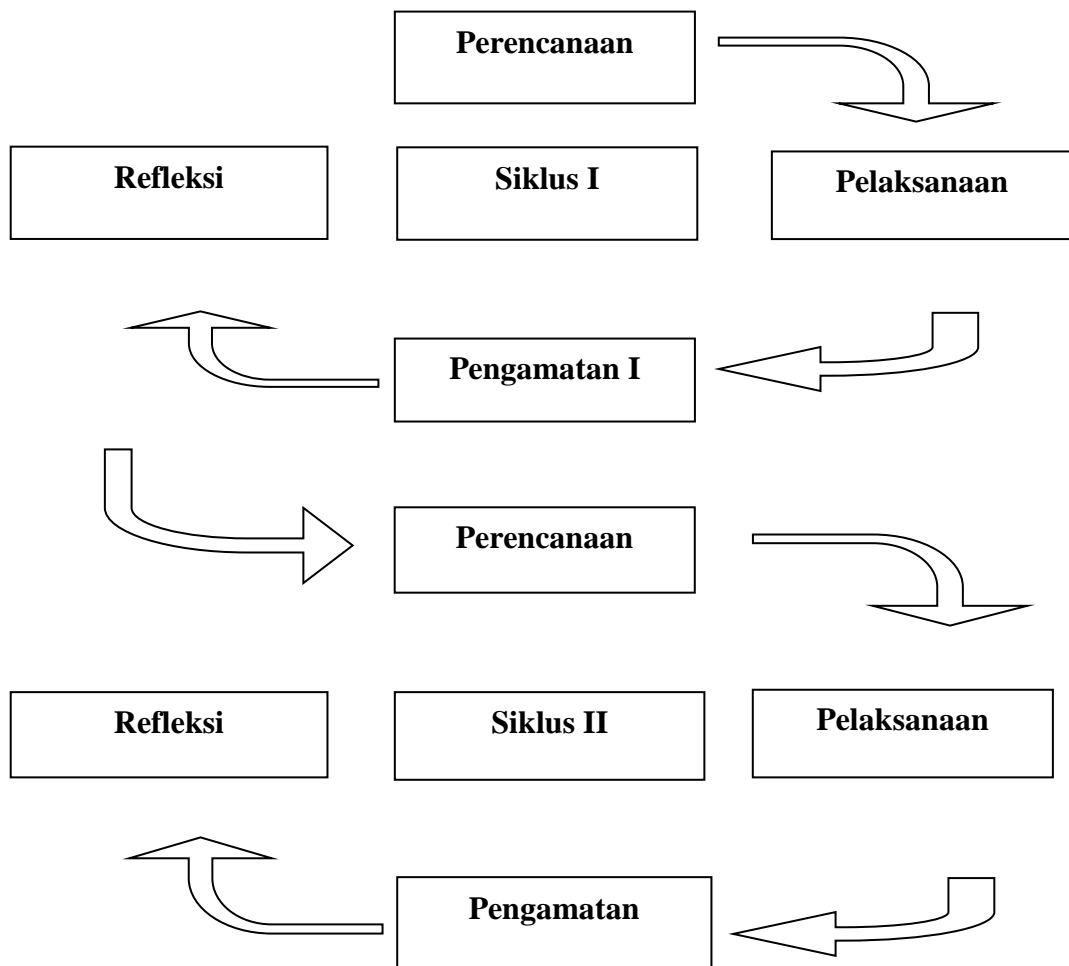 Perencanaan
Refleksi
Siklus I
Pelaksanaan
Pengamatan I
Perencanaan
Refleksi
Siklus II
Pelaksanaan
Pengamatan